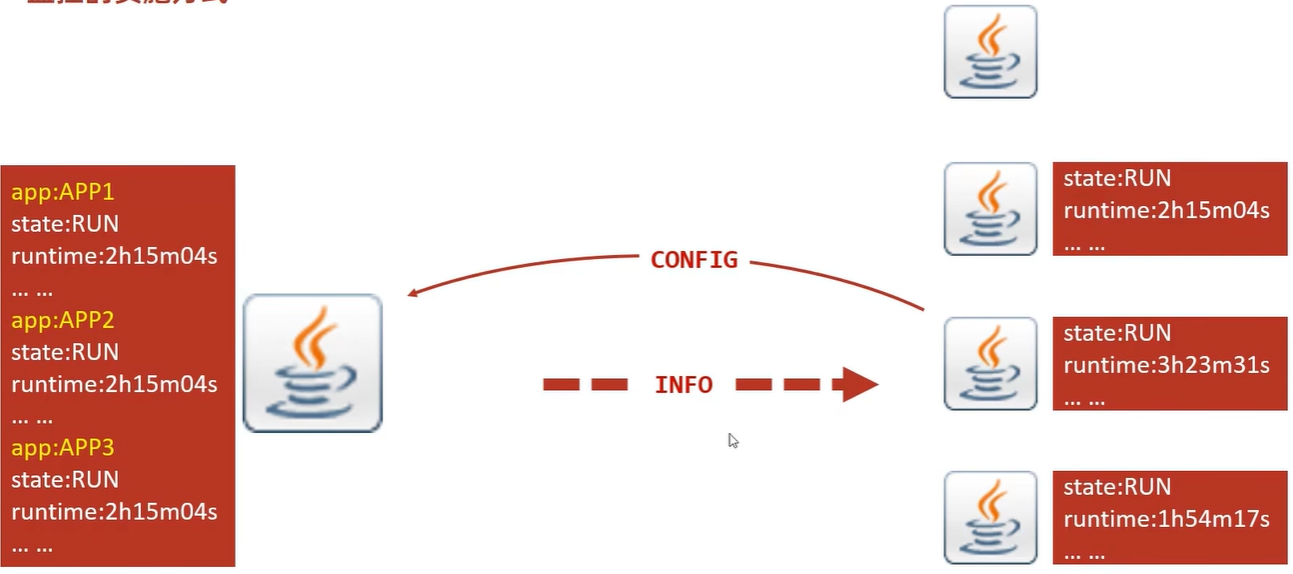 app:APP1
state:RUN
runtime:2h15m04s
... ...
app:APP2
state:RUN
runtime:2h15m04s
... ...
app:APP3
state:RUN
runtime:2h15m04s
... ...
CONFIG
INFO
state:RUN
runtime:2h15m04s
... ...
state:RUN
runtime:3h23m31s
... ...
state:RUN
runtime:1h54m17s
... ...